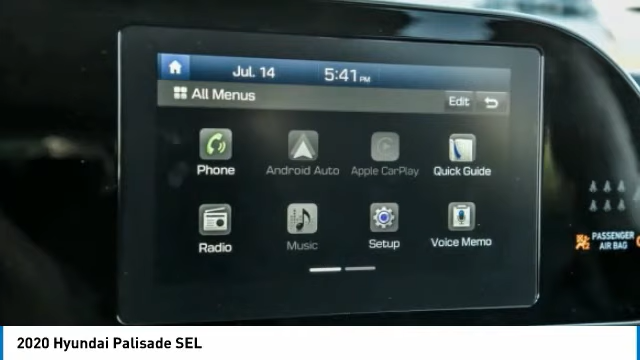 Jul. 14 5:41 PM
All Menus Edit
Phone Android Auto Apple CarPlay Quick Guide
Radio Music Setup Voice Memo
PASSENGER
AIR BAG
2020 Hyundai Palisade SEL